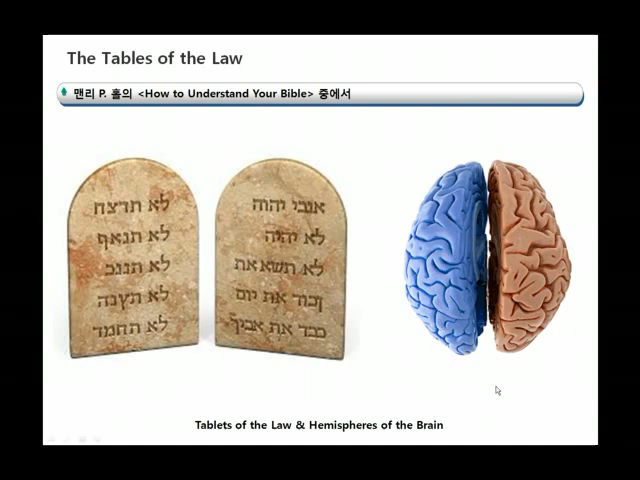 The Tables of the Law
맨리 P. 홀의 <How to Understand Your Bible> 중에서
לא תרצח
לא תנאף
לא תגנב
לא תענה
לא תחמד
אנכי יהוה
לא יהיה
לא תשא את
זכור את יום
כבד את אביך
Tablets of the Law & Hemispheres of the Brain